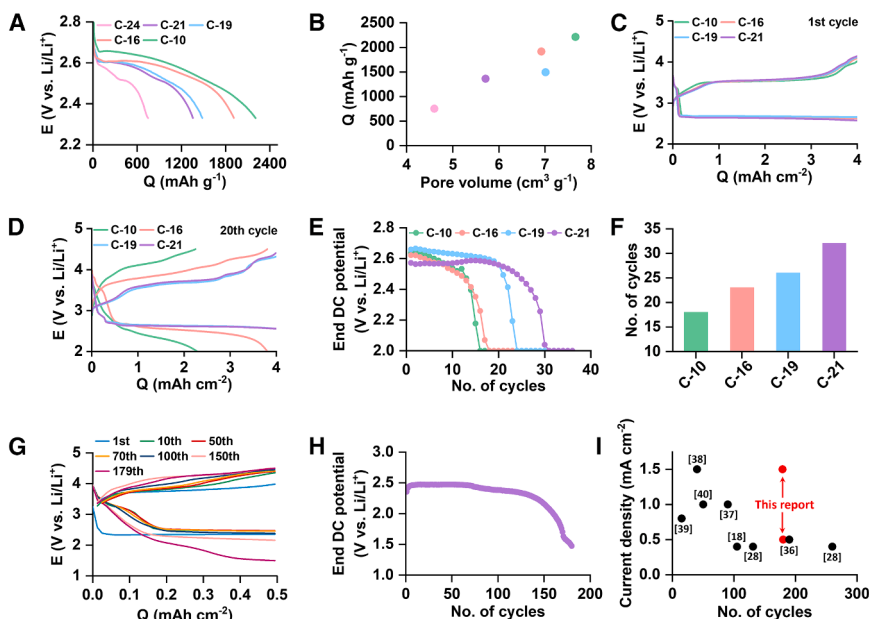 A
C-24 C-21 C-19
C-16 C-10
E (V vs. Li/Li⁺)
2.8
2.6
2.4
2.2
0 600 1200 1800 2400
Q (mAh g⁻¹)
B
Q (mAh g⁻¹)
2500
2000
1500
1000
500
0
4 5 6 7 8
Pore volume (cm³ g⁻¹)
C
C-10 C-16 1st cycle
C-19 C-21
E (V vs. Li/Li⁺)
5
4
3
2
0 1 2 3 4
Q (mAh cm⁻²)
D
C-10 C-16 20th cycle
C-19 C-21
E (V vs. Li/Li⁺)
5
4
3
2
0 1 2 3 4
Q (mAh cm⁻²)
E
C-10 C-16 C-19 C-21
End DC potential
(V vs. Li/Li⁺)
2.8
2.6
2.4
2.2
2.0
0 10 20 30 40
No. of cycles
F
No. of cycles
35
30
25
20
15
10
C-10 C-16 C-19 C-21
G
1st 10th 50th
70th 100th 150th
179th
E (V vs. Li/Li⁺)
5
4
3
2
1
0.0 0.1 0.2 0.3 0.4 0.5
Q (mAh cm⁻²)
H
End DC potential
(V vs. Li/Li⁺)
3.0
2.5
2.0
1.5
1.0
0 50 100 150 200
No. of cycles
I
Current density (mA cm⁻²)
1.5
1.0
0.5
0.0
[38]
[40]
[39]
[37]
This report
[18]
[28]
[36]
[28]
0 100 200 300
No. of cycles